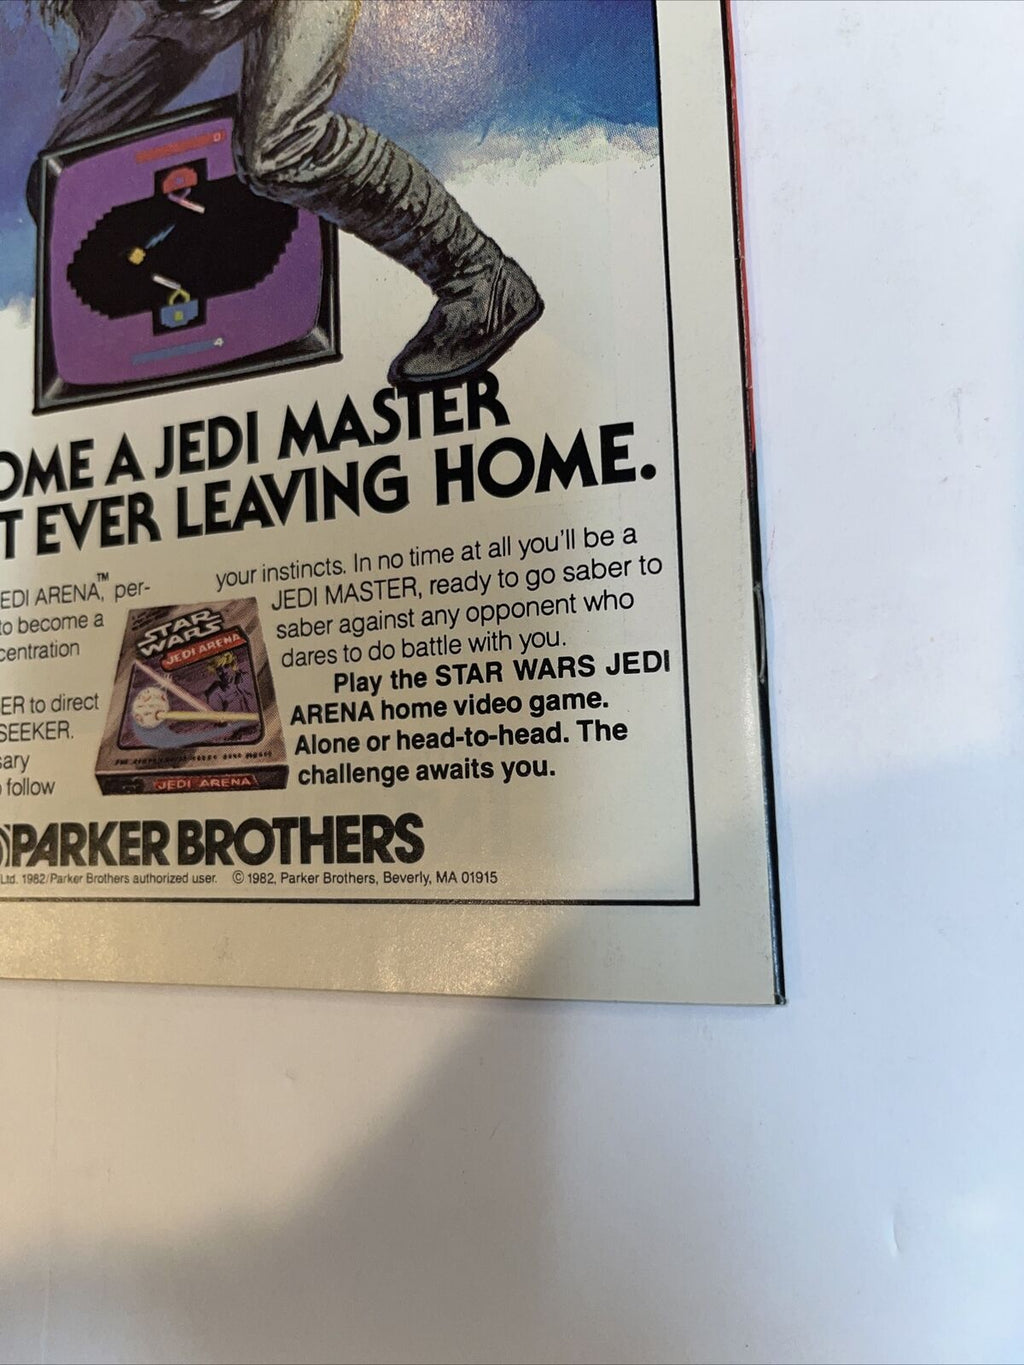 0
4
OME A JEDI MASTER
T EVER LEAVING HOME.
EDI ARENA,™ per-
to become a
centration
ER to direct
SEEKER.
sary
follow
STAR
WARS
JEDI ARENA
JEDI ARENA
your instincts. In no time at all you'll be a
JEDI MASTER, ready to go saber to
saber against any opponent who
dares to do battle with you.
Play the STAR WARS JEDI
ARENA home video game.
Alone or head-to-head. The
challenge awaits you.
PARKER BROTHERS
Ltd. 1982/Parker Brothers authorized user. © 1982, Parker Brothers, Beverly, MA 01915